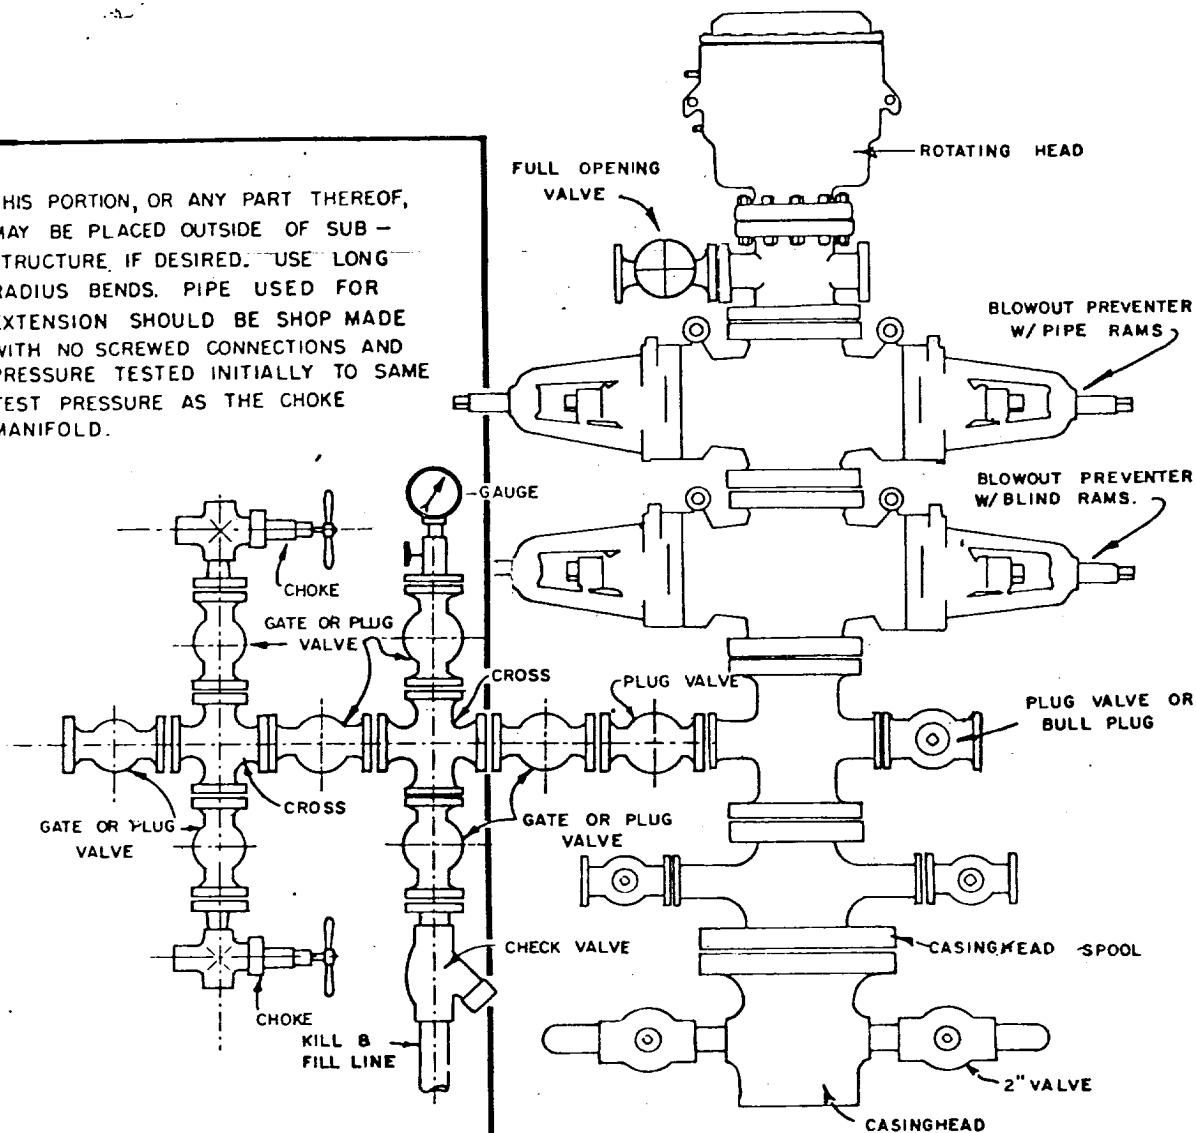 HIS PORTION, OR ANY PART THEREOF,
MAY BE PLACED OUTSIDE OF SUB-
TRUCTURE IF DESIRED. USE LONG
RADIUS BENDS. PIPE USED FOR
EXTENSION SHOULD BE SHOP MADE
WITH NO SCREWED CONNECTIONS AND
PRESSURE TESTED INITIALLY TO SAME
TEST PRESSURE AS THE CHOKE
MANIFOLD.
ROTATING HEAD
FULL OPENING
VALVE
BLOWOUT PREVENTER
W/ PIPE RAMS
BLOWOUT PREVENTER
W/ BLIND RAMS.
GAUGE
CHOKE
GATE OR PLUG
VALVE
CROSS
PLUG VALVE
PLUG VALVE OR
BULL PLUG
CROSS
GATE OR PLUG
VALVE
GATE OR PLUG
VALVE
CHECK VALVE
CASINGHEAD SPOOL
CHOKE
KILL &
FILL LINE
2" VALVE
CASINGHEAD